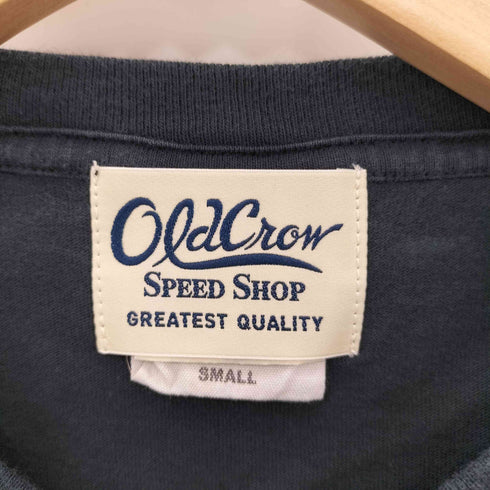 OldCrow
SPEED SHOP
GREATEST QUALITY
SMALL